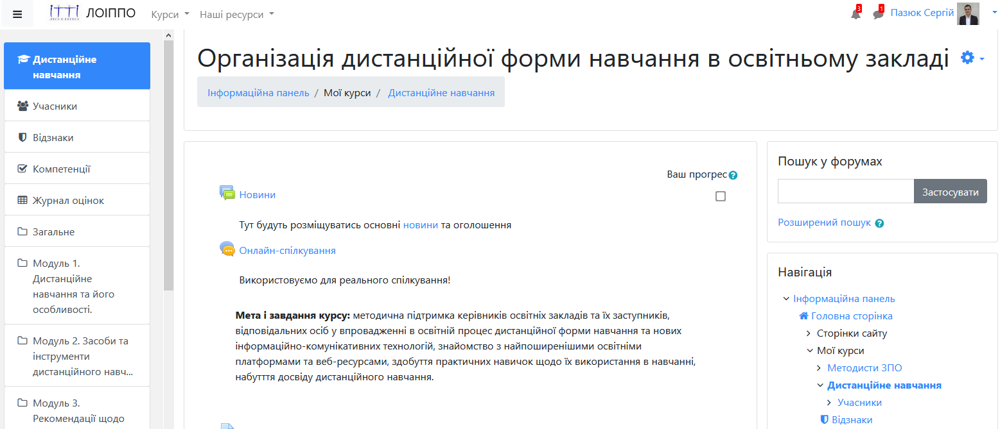 ІТТІ
ЛОІППО
ЛОІППО
Курси
Наші ресурси
3
1
Пазюк Сергій
Дистанційне
навчання
Учасники
Відзнаки
Компетенції
Журнал оцінок
Загальне
Модуль 1.
Дистанційне
навчання та його
особливості.
Модуль 2. Засоби та
інструменти
дистанційного навч...
Модуль 3.
Рекомендації щодо
Організація дистанційної форми навчання в освітньому закладі
Інформаційна панель / Мої курси / Дистанційне навчання
Ваш прогрес
Новини
Тут будуть розміщуватись основні новини та оголошення
Онлайн-спілкування
Використовуємо для реального спілкування!
Мета і завдання курсу: методична підтримка керівників освітніх закладів та їх заступників,
відповідальних осіб у впровадженні в освітній процес дистанційної форми навчання та нових
інформаційно-комунікативних технологій, знайомство з найпоширенішими освітніми
платформами та веб-ресурсами, здобуття практичних навичок щодо їх використання в навчанні,
набутття досвіду дистанційного навчання.
Пошук у форумах
Застосувати
Розширений пошук
Навігація
Інформаційна панель
Головна сторінка
Сторінки сайту
Мої курси
Методисти ЗПО
Дистанційне навчання
Учасники
Відзнаки